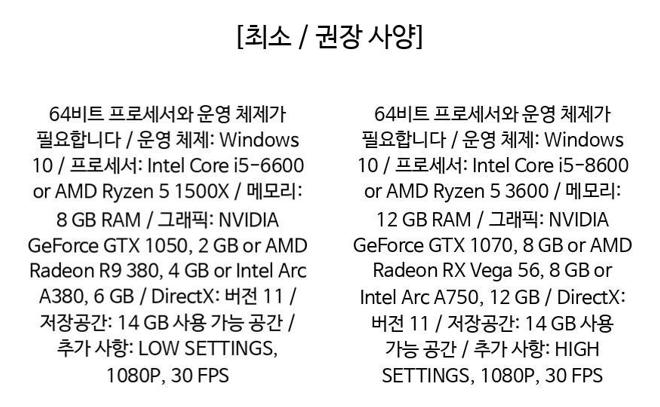 [최소 / 권장 사양]
64비트 프로세서와 운영 체제가
필요합니다 / 운영 체제: Windows
10 / 프로세서: Intel Core i5-6600
or AMD Ryzen 5 1500X / 메모리:
8 GB RAM / 그래픽: NVIDIA
GeForce GTX 1050, 2 GB or AMD
Radeon R9 380, 4 GB or Intel Arc
A380, 6 GB / DirectX: 버전 11 /
저장공간: 14 GB 사용 가능 공간 /
추가 사항: LOW SETTINGS,
1080P, 30 FPS
64비트 프로세서와 운영 체제가
필요합니다 / 운영 체제: Windows
10 / 프로세서: Intel Core i5-8600
or AMD Ryzen 5 3600 / 메모리:
12 GB RAM / 그래픽: NVIDIA
GeForce GTX 1070, 8 GB or AMD
Radeon RX Vega 56, 8 GB or
Intel Arc A750, 12 GB / DirectX:
버전 11 / 저장공간: 14 GB 사용
가능 공간 / 추가 사항: HIGH
SETTINGS, 1080P, 30 FPS